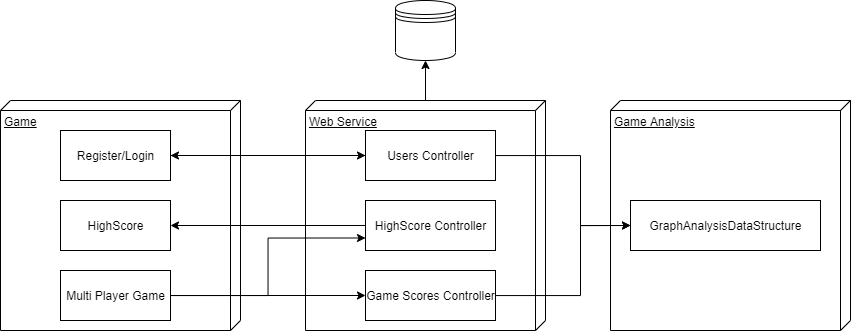 Game
Web Service
Game Analysis
Register/Login
Users Controller
HighScore
HighScore Controller
GraphAnalysisDataStructure
Multi Player Game
Game Scores Controller